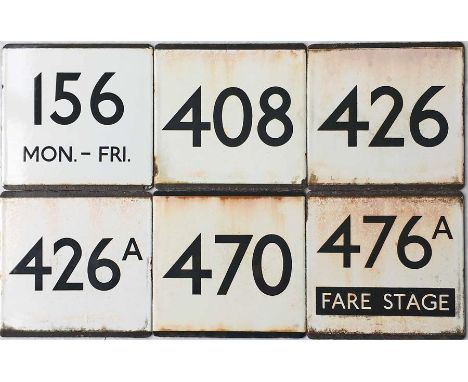 156
MON. - FRI.
408
426
426A
470
476A
FARE STAGE